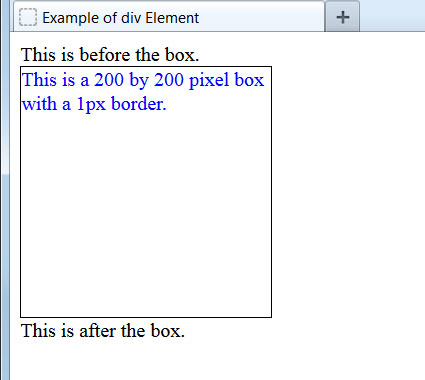 Example of div Element
This is before the box.
This is a 200 by 200 pixel box
with a 1px border.
This is after the box.